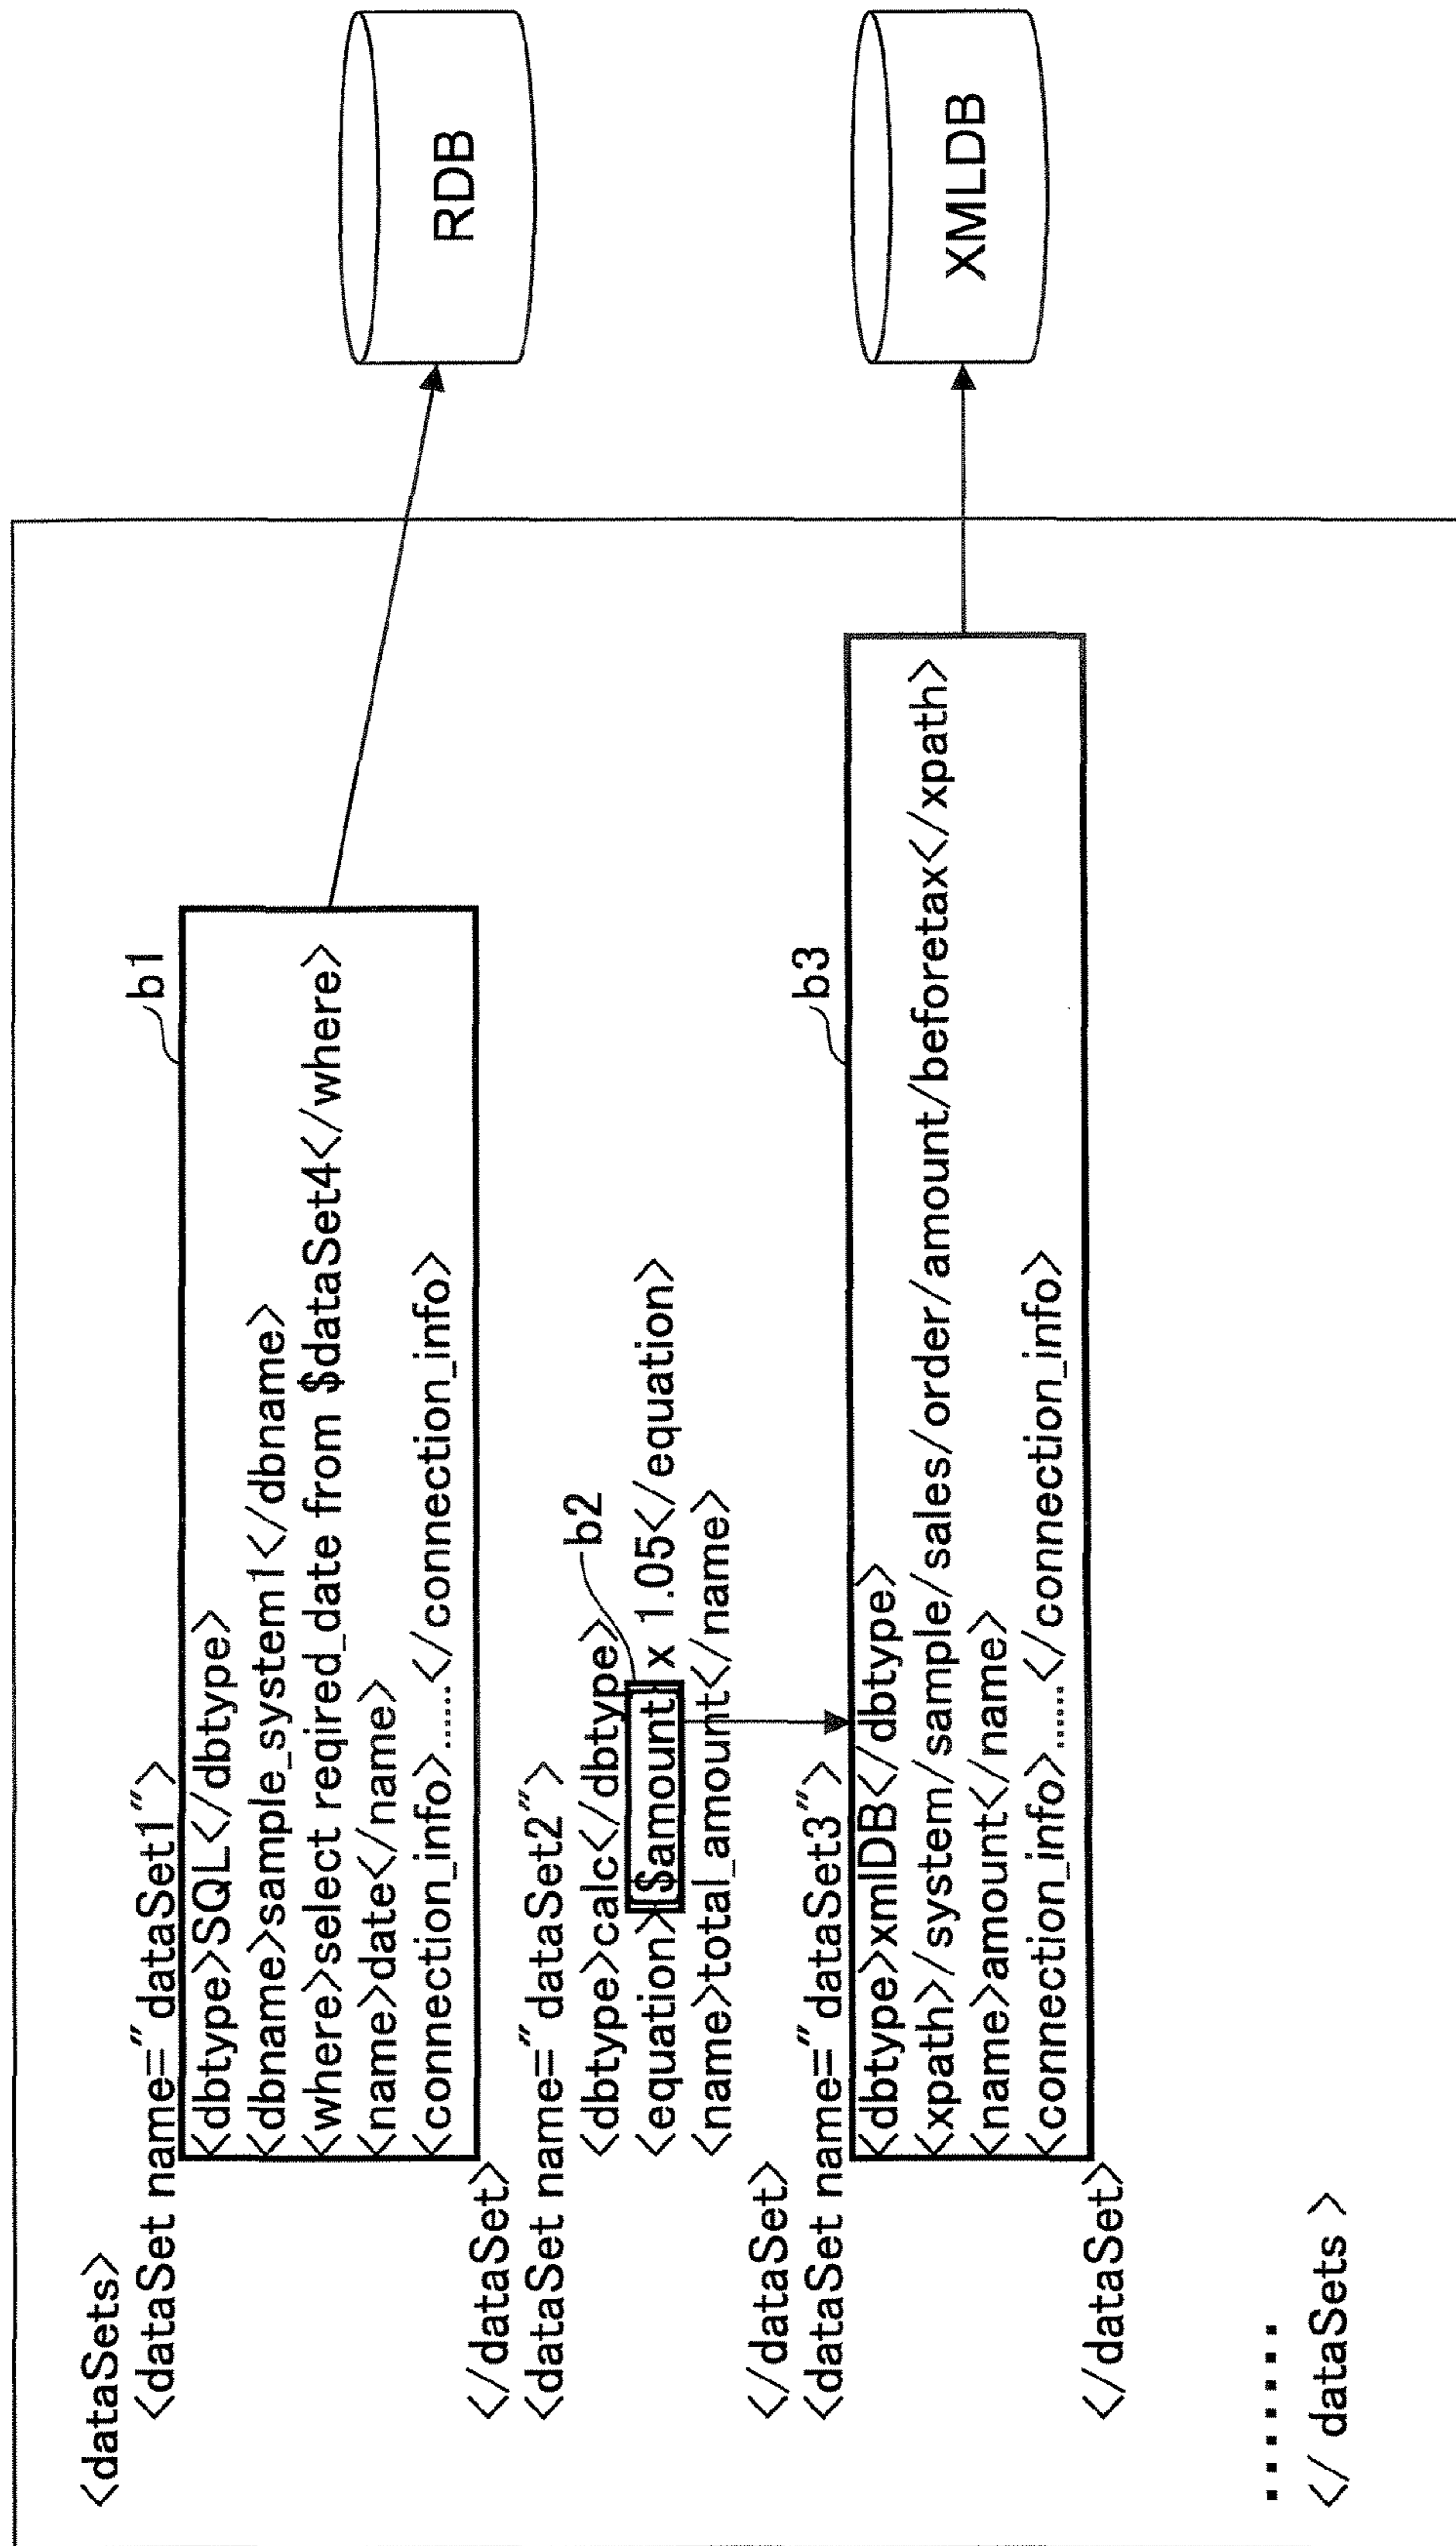 <dataSets>
<dataSet name="dataSet1">
b1
<dbtype>SQL</dbtype>
<dbname>sample_system1</dbname>
<where>select reqired_date from $dataSet4</where>
<name>date</name>
<connection_info>......</connection_info>
</dataSet>
<dataSet name="dataSet2">
b2
<dbtype>calc</dbtype>
<equation>{$amount} x 1.05</equation>
<name>total_amount</name>
</dataSet>
<dataSet name="dataSet3">
b3
<dbtype>xmlDB</dbtype>
<xpath>/system/sample/sales/order/amount/beforetax</xpath>
<name>amount</name>
<connection_info>......</connection_info>
</dataSet>
.......
</ dataSets >
RDB
XMLDB